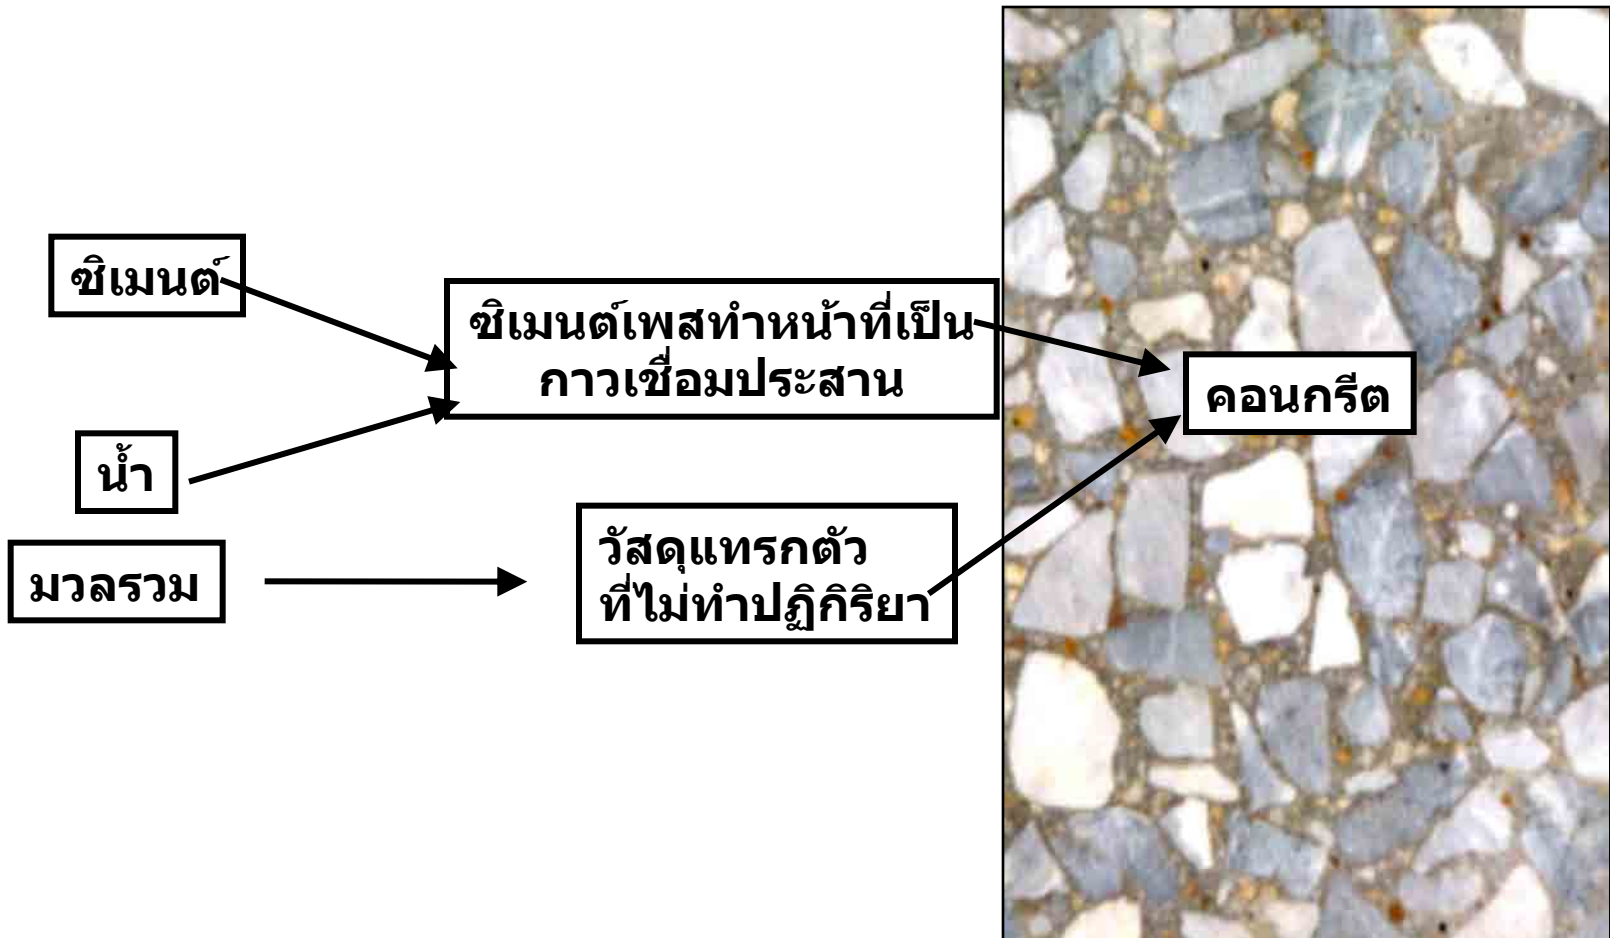 ซิเมนต์
ซิเมนต์เพสทำหน้าที่เป็น
กาวเชื่อมประสาน
คอนกรีต
น้ำ
มวลรวม
วัสดุแทรกตัว
ที่ไม่ทำปฏิกิริยา